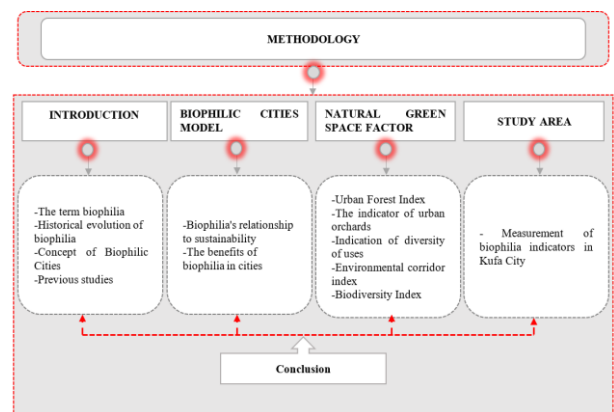 METHODOLOGY
INTRODUCTION
BIOPHILIC CITIES
MODEL
NATURAL GREEN
SPACE FACTOR
STUDY AREA
-The term biophilia
-Historical evolution of
biophilia
-Concept of Biophilic
Cities
-Previous studies
-Biophilia's relationship
to sustainability
-The benefits of
biophilia in cities
-Urban Forest Index
-The indicator of urban
orchards
-Indication of diversity
of uses
-Environmental corridor
index
-Biodiversity Index
- Measurement of
biophilia indicators in
Kufa City
Conclusion